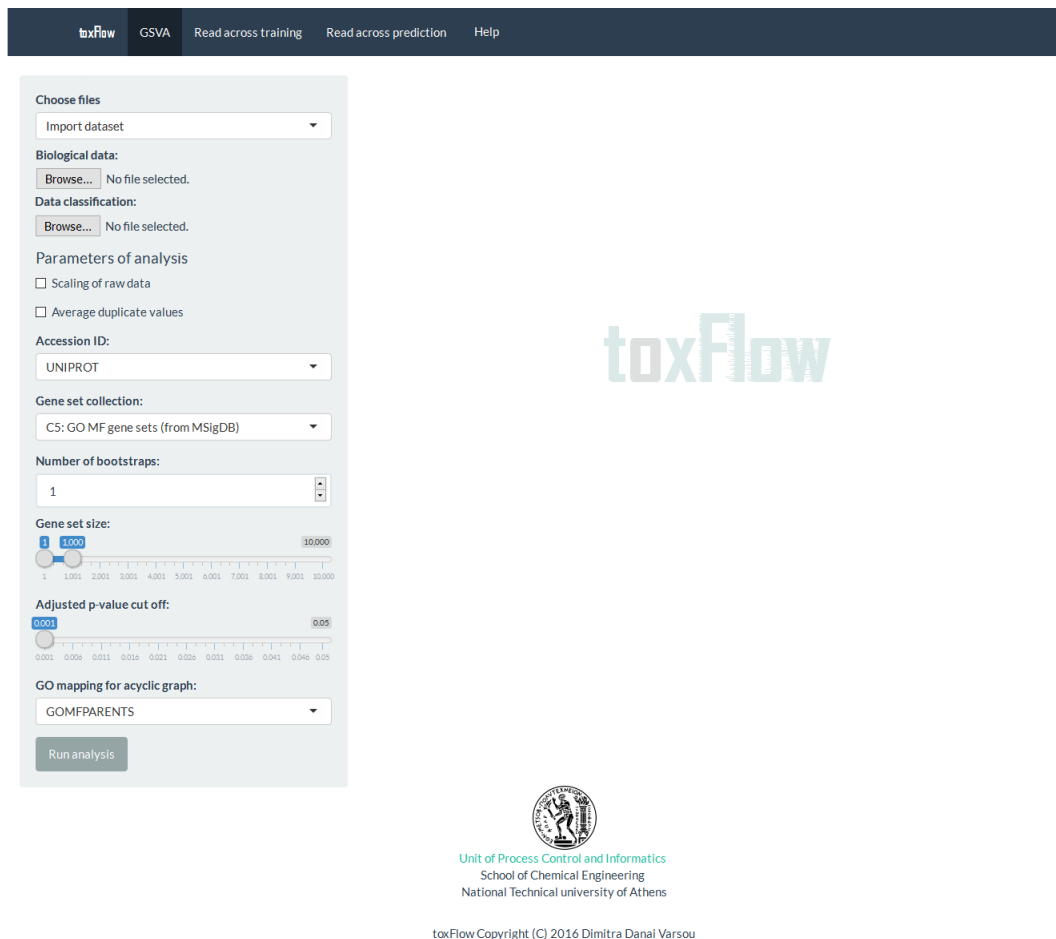 toxFlow GSVA Read across training Read across prediction Help
Choose files
Import dataset
Biological data:
Browse... No file selected.
Data classification:
Browse... No file selected.
Parameters of analysis
Scaling of raw data
Average duplicate values
Accession ID:
UNIPROT
Gene set collection:
C5: GO MF gene sets (from MSigDB)
Number of bootstraps:
1
Gene set size:
1 1,000 10,000
1 1,001 2,001 3,001 4,001 5,001 6,001 7,001 8,001 9,001 10,000
Adjusted p-value cut off:
0.001 0.05
0.001 0.006 0.011 0.016 0.021 0.026 0.031 0.036 0.041 0.046 0.05
GO mapping for acyclic graph:
GOMFPARENTS
Run analysis
toxFlow
Unit of Process Control and Informatics
School of Chemical Engineering
National Technical university of Athens
toxFlow Copyright (C) 2016 Dimitra Danai Varsou